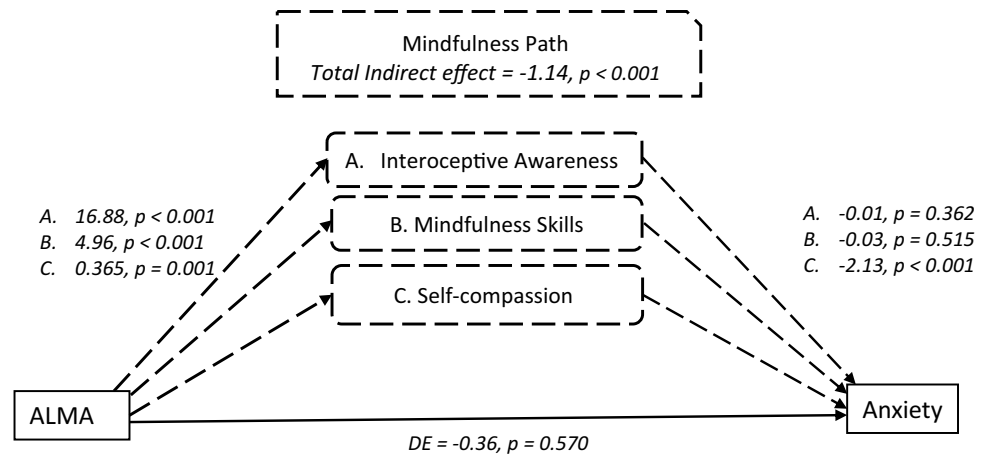 Mindfulness Path
Total Indirect effect = -1.14, p < 0.001
A. Interoceptive Awareness
B. Mindfulness Skills
C. Self-compassion
A. 16.88, p < 0.001
B. 4.96, p < 0.001
C. 0.365, p = 0.001
A. -0.01, p = 0.362
B. -0.03, p = 0.515
C. -2.13, p < 0.001
ALMA
Anxiety
DE = -0.36, p = 0.570